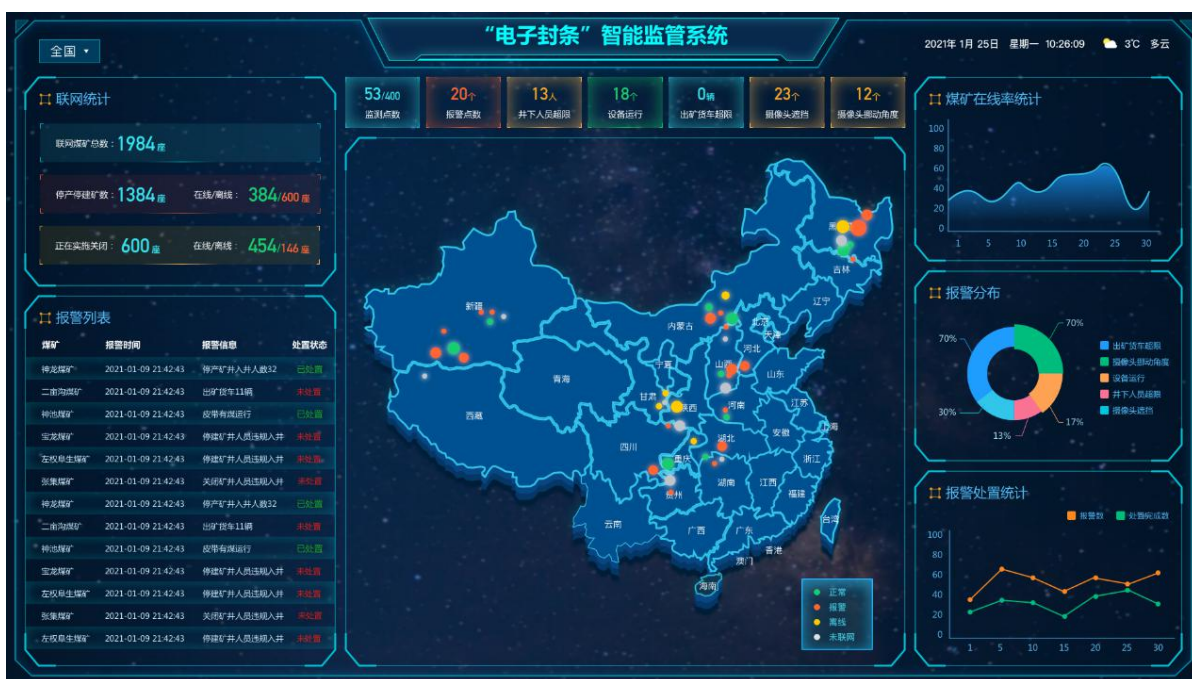 “电子封条”智能监管系统
全国
2021年 1月 25日 星期一 10:26:09 3℃ 多云
联网统计
联网煤矿总数：1984座
停产停建矿数：1384座 在线/离线：384/600座
正在实施关闭：600座 在线/离线：454/146座
53/400 20个 13人 18个 0辆 23个 12个
监测点数 报警点数 井下人员超限 设备运行 出矿货车超限 摄像头遮挡 摄像头挪动角度
报警列表
煤矿 报警时间 报警信息 处置状态
神龙煤矿 2021-01-09 21:42:43 停产矿井入井人数32 已处置
二亩沟煤矿 2021-01-09 21:42:43 出矿货车11辆 未处置
神池煤矿 2021-01-09 21:42:43 皮带有煤运行 已处置
宝龙煤矿 2021-01-09 21:42:43 停建矿井人员违规入井 未处置
左权阜生煤矿 2021-01-09 21:42:43 停建矿井人员违规入井 未处置
张集煤矿 2021-01-09 21:42:43 关闭矿井人员违规入井 未处置
神龙煤矿 2021-01-09 21:42:43 停产矿井入井人数32 已处置
二亩沟煤矿 2021-01-09 21:42:43 出矿货车11辆 未处置
神池煤矿 2021-01-09 21:42:43 皮带有煤运行 已处置
宝龙煤矿 2021-01-09 21:42:43 停建矿井人员违规入井 未处置
左权阜生煤矿 2021-01-09 21:42:43 停建矿井人员违规入井 未处置
张集煤矿 2021-01-09 21:42:43 关闭矿井人员违规入井 未处置
左权阜生煤矿 2021-01-09 21:42:43 停建矿井人员违规入井 未处置
吉林
辽宁
新疆
内蒙古
北京
天津
河北
宁夏
山西
山东
青海
甘肃
陕西
河南
江苏
西藏
安徽
上海
四川
重庆
湖北
浙江
湖南
江西
福建
贵州
云南
广西
广东
台湾
香港
澳门
海南
正常
报警
离线
未联网
煤矿在线率统计
100
80
60
40
20
0
1 5 10 15 20 25 30
报警分布
70%
70%
30%
13%
17%
出矿货车超限
摄像头挪动角度
设备运行
井下人员超限
摄像头遮挡
报警处置统计
报警数 处置完成数
100
80
60
40
20
0
1 5 10 15 20 25 30